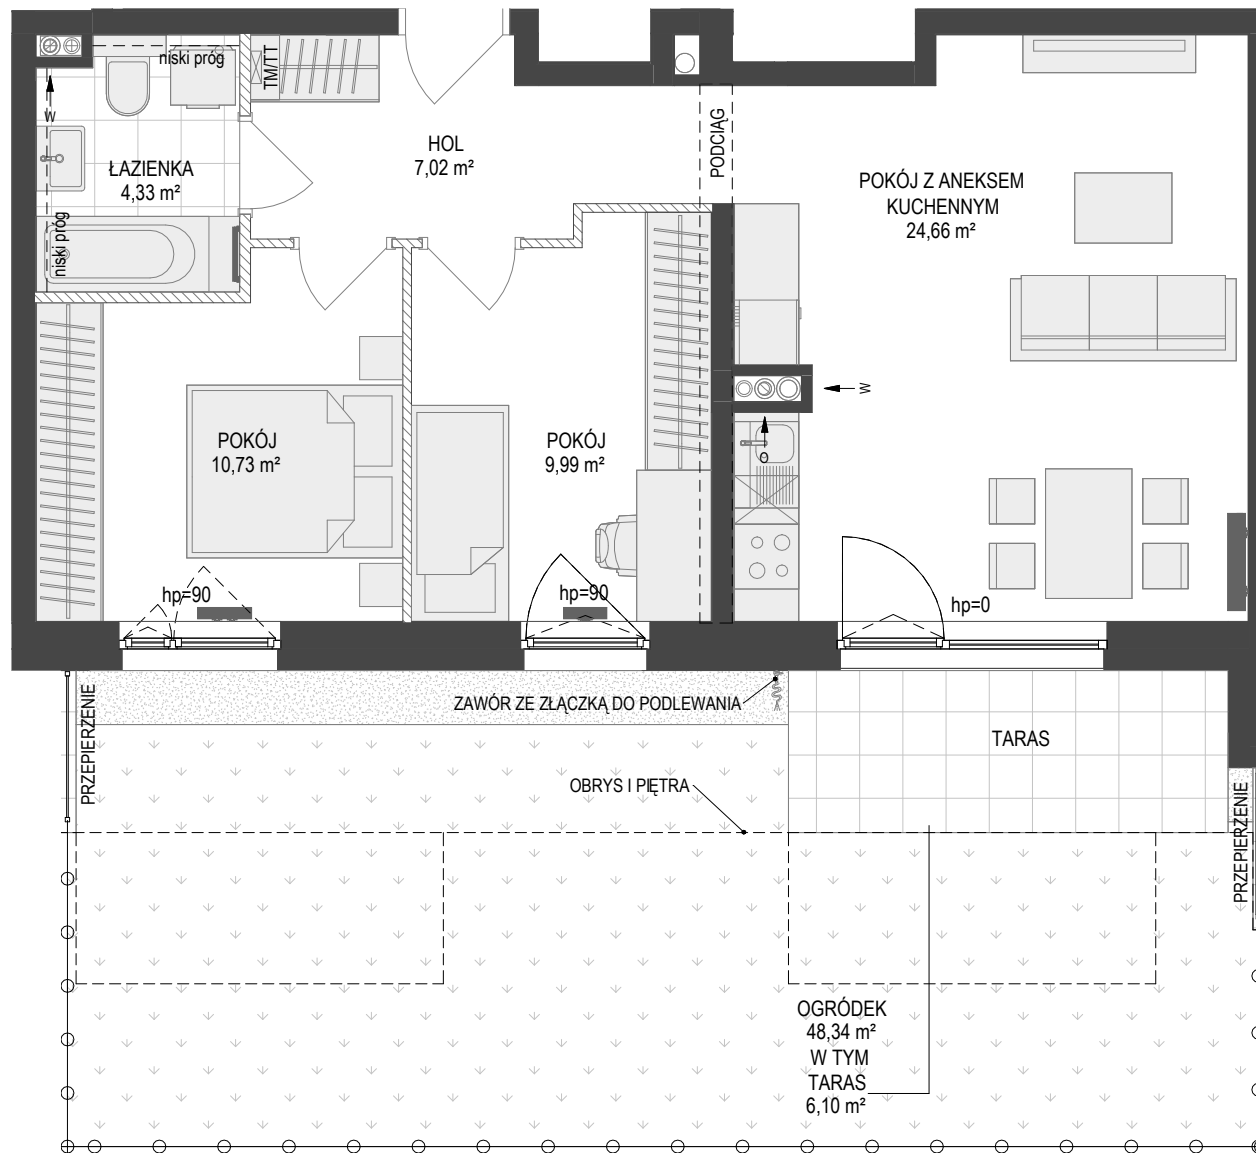 niski próg
TM/TT
W
ŁAZIENKA
4,33 m²
niski próg
HOL
7,02 m²
PODCIĄG
POKÓJ Z ANEKSEM
KUCHENNYM
24,66 m²
W
O
POKÓJ
10,73 m²
POKÓJ
9,99 m²
hp=90
hp=90
hp=0
PRZEPIERZENIE
ZAWÓR ZE ZŁĄCZKĄ DO PODLEWANIA
TARAS
OBRYS I PIĘTRA
PRZEPIERZENIE
OGRÓDEK
48,34 m²
W TYM
TARAS
6,10 m²